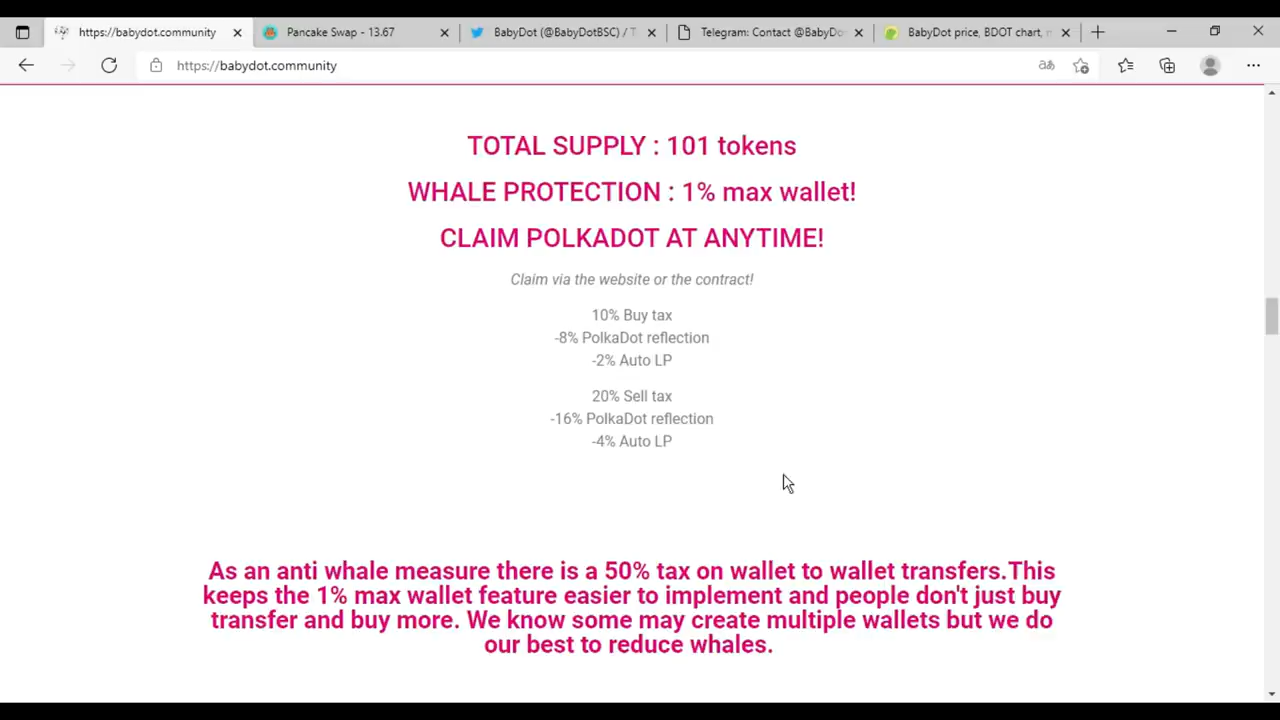 https://babydot.community
Pancake Swap - 13.67
BabyDot (@BabyDotBSC) / T
Telegram: Contact @BabyDo
BabyDot price, BDOT chart,
https://babydot.community
TOTAL SUPPLY : 101 tokens
WHALE PROTECTION : 1% max wallet!
CLAIM POLKADOT AT ANYTIME!
Claim via the website or the contract!
10% Buy tax
-8% PolkaDot reflection
-2% Auto LP
20% Sell tax
-16% PolkaDot reflection
-4% Auto LP
As an anti whale measure there is a 50% tax on wallet to wallet transfers.This
keeps the 1% max wallet feature easier to implement and people don't just buy
transfer and buy more. We know some may create multiple wallets but we do
our best to reduce whales.